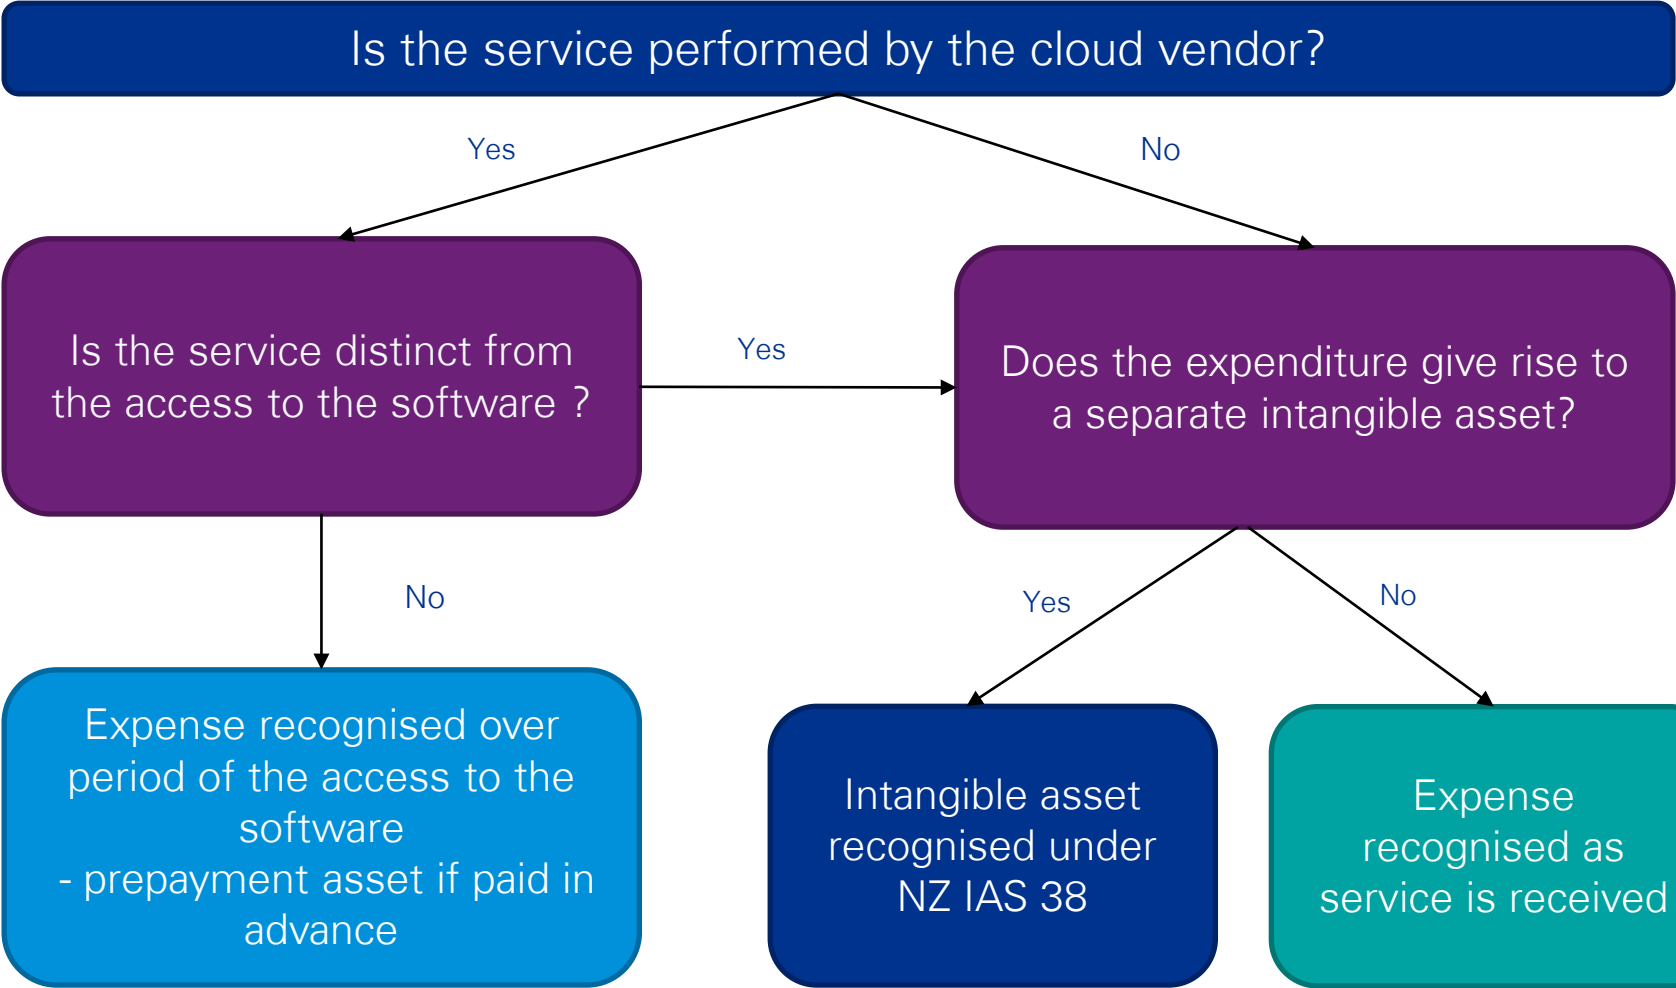 Is the service performed by the cloud vendor?
Yes
No
Is the service distinct from
the access to the software ?
Yes
Does the expenditure give rise to
a separate intangible asset?
No
Yes
No
Expense recognised over
period of the access to the
software
- prepayment asset if paid in
advance
Intangible asset
recognised under
NZ IAS 38
Expense
recognised as
service is received